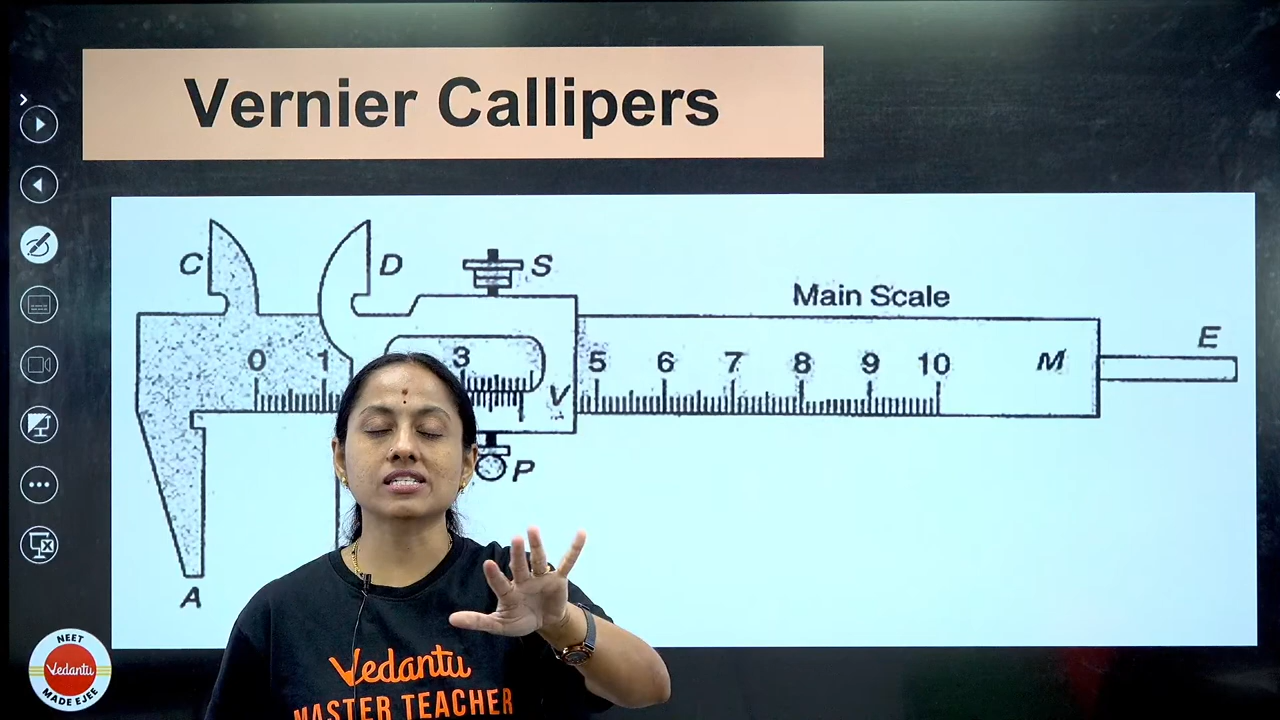 Vernier Callipers
C
D
S
Main Scale
E
0 1 3 5 6 7 8 9 10
M
V
P
A
NEET
Vedantu
MADE EJEE
Vedantu
MASTER TEACHER